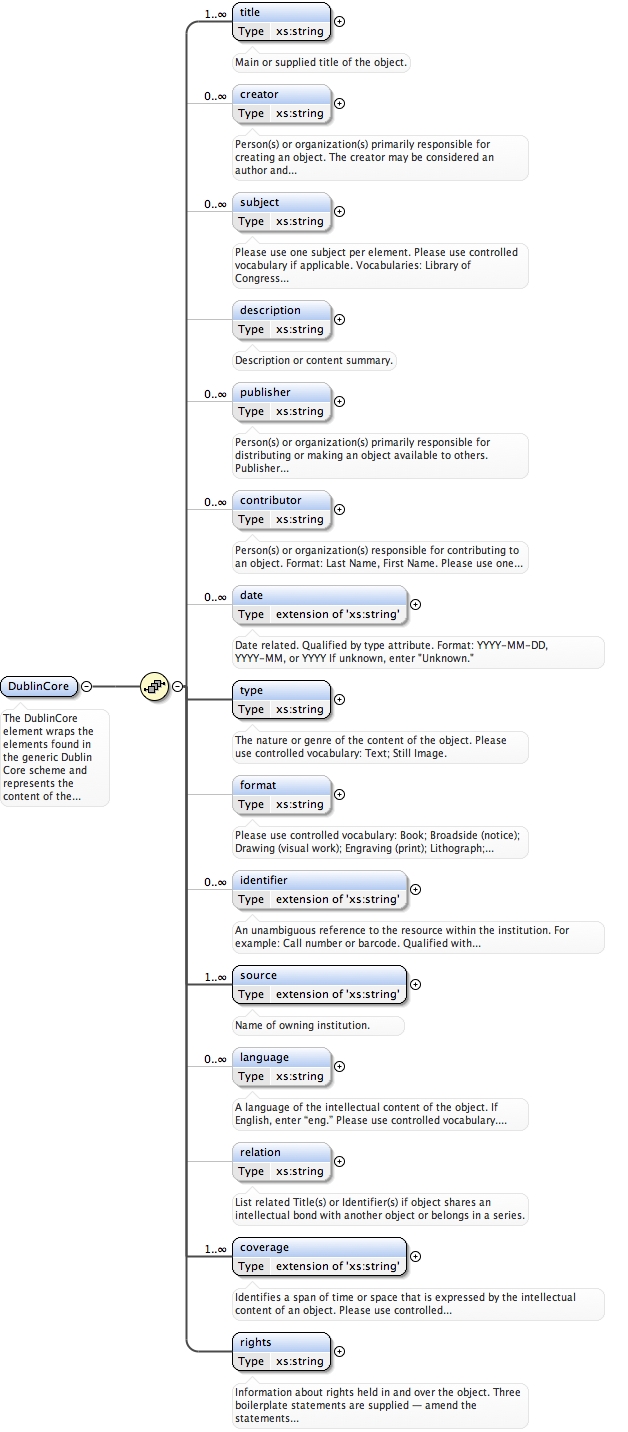 1..∞
title
Type xs:string
Main or supplied title of the object.
0..∞
creator
Type xs:string
Person(s) or organization(s) primarily responsible for
creating an object. The creator may be considered an
author and...
0..∞
subject
Type xs:string
Please use one subject per element. Please use controlled
vocabulary if applicable. Vocabularies: Library of
Congress...
description
Type xs:string
Description or content summary.
0..∞
publisher
Type xs:string
Person(s) or organization(s) primarily responsible for
distributing or making an object available to others.
Publisher...
0..∞
contributor
Type xs:string
Person(s) or organization(s) responsible for contributing to
an object. Format: Last Name, First Name. Please use one...
0..∞
date
Type extension of 'xs:string'
Date related. Qualified by type attribute. Format: YYYY-MM-DD,
YYYY-MM, or YYYY If unknown, enter "Unknown."
DublinCore
The DublinCore
element wraps the
elements found in
the generic Dublin
Core scheme and
represents the
content of the...
type
Type xs:string
The nature or genre of the content of the object. Please
use controlled vocabulary: Text; Still Image.
format
Type xs:string
Please use controlled vocabulary: Book; Broadside (notice);
Drawing (visual work); Engraving (print); Lithograph;...
0..∞
identifier
Type extension of 'xs:string'
An unambiguous reference to the resource within the institution. For
example: Call number or barcode. Qualified with...
1..∞
source
Type extension of 'xs:string'
Name of owning institution.
0..∞
language
Type xs:string
A language of the intellectual content of the object. If
English, enter “eng.” Please use controlled vocabulary....
relation
Type xs:string
List related Title(s) or Identifier(s) if object shares an
intellectual bond with another object or belongs in a series.
1..∞
coverage
Type extension of 'xs:string'
Identifies a span of time or space that is expressed by the intellectual
content of an object. Please use controlled...
rights
Type xs:string
Information about rights held in and over the object. Three
boilerplate statements are supplied — amend the
statements...